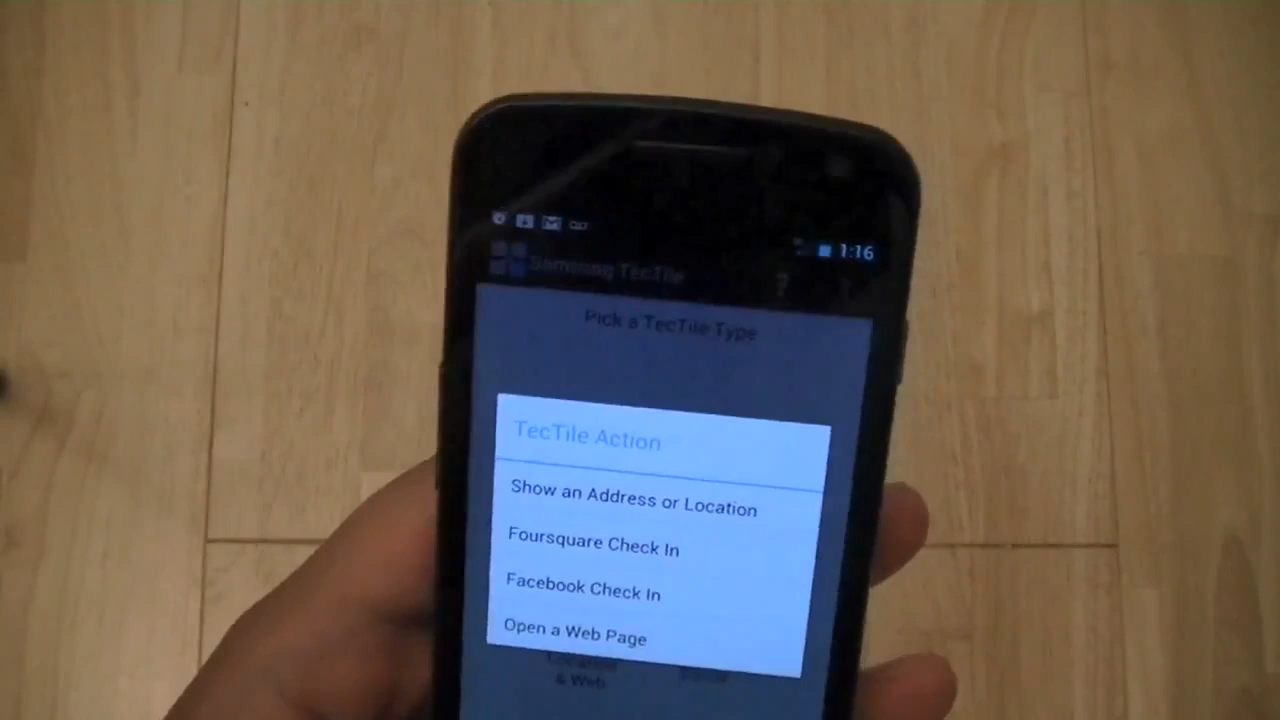 1:16
Samsung TecTile
?
Pick a TecTile Type
TecTile Action
Show an Address or Location
Foursquare Check In
Facebook Check In
Open a Web Page
Location
& Web